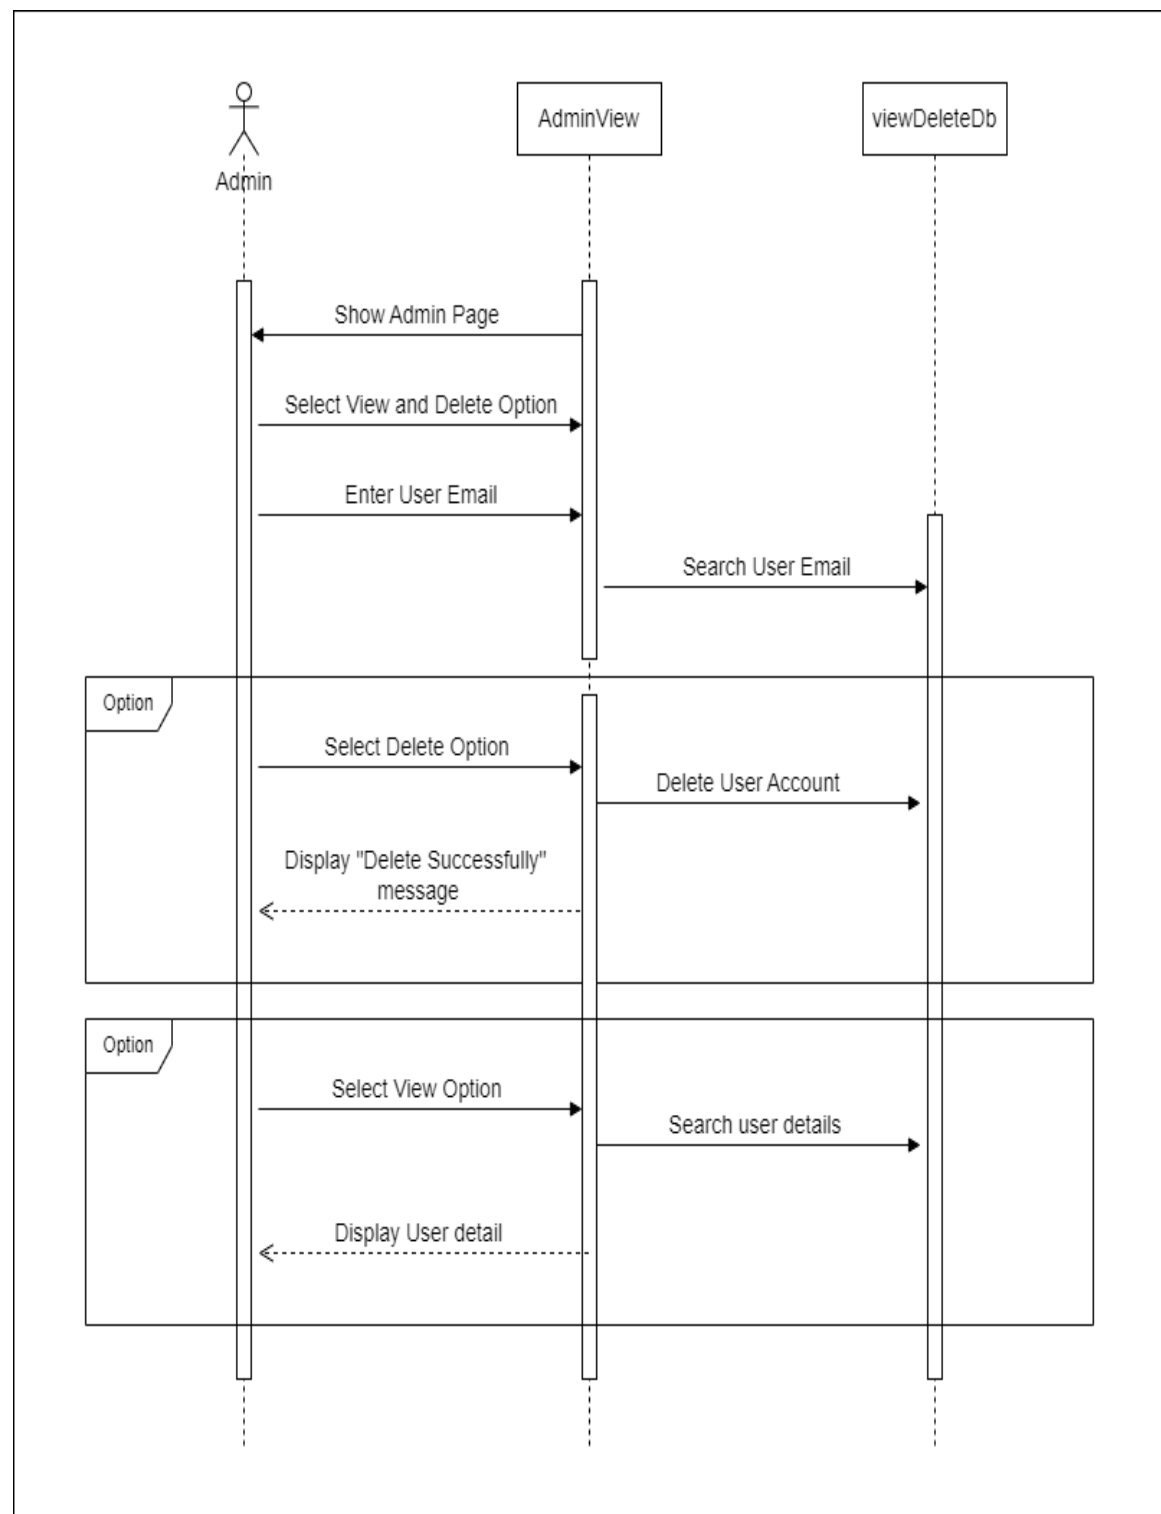 Admin
AdminView
viewDeleteDb
Show Admin Page
Select View and Delete Option
Enter User Email
Search User Email
Option
Select Delete Option
Delete User Account
Display "Delete Successfully"
message
Option
Select View Option
Search user details
Display User detail